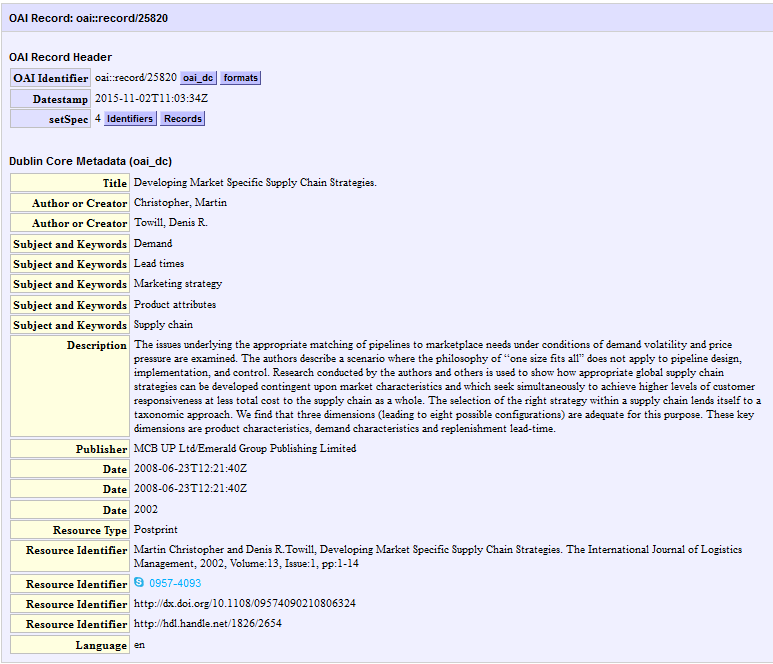 OAI Record: oai::record/25820
OAI Record Header
OAI Identifier oai::record/25820 oai_dc formats
Datestamp 2015-11-02T11:03:34Z
setSpec 4 Identifiers Records
Dublin Core Metadata (oai_dc)
Title Developing Market Specific Supply Chain Strategies.
Author or Creator Christopher, Martin
Author or Creator Towill, Denis R.
Subject and Keywords Demand
Subject and Keywords Lead times
Subject and Keywords Marketing strategy
Subject and Keywords Product attributes
Subject and Keywords Supply chain
Description The issues underlying the appropriate matching of pipelines to marketplace needs under conditions of demand volatility and price
pressure are examined. The authors describe a scenario where the philosophy of “one size fits all” does not apply to pipeline design,
implementation, and control. Research conducted by the authors and others is used to show how appropriate global supply chain
strategies can be developed contingent upon market characteristics and which seek simultaneously to achieve higher levels of customer
responsiveness at less total cost to the supply chain as a whole. The selection of the right strategy within a supply chain lends itself to a
taxonomic approach. We find that three dimensions (leading to eight possible configurations) are adequate for this purpose. These key
dimensions are product characteristics, demand characteristics and replenishment lead-time.
Publisher MCB UP Ltd/Emerald Group Publishing Limited
Date 2008-06-23T12:21:40Z
Date 2008-06-23T12:21:40Z
Date 2002
Resource Type Postprint
Resource Identifier Martin Christopher and Denis R.Towill, Developing Market Specific Supply Chain Strategies. The International Journal of Logistics
Management, 2002, Volume:13, Issue:1, pp:1-14
Resource Identifier 0957-4093
Resource Identifier http://dx.doi.org/10.1108/09574090210806324
Resource Identifier http://hdl.handle.net/1826/2654
Language en